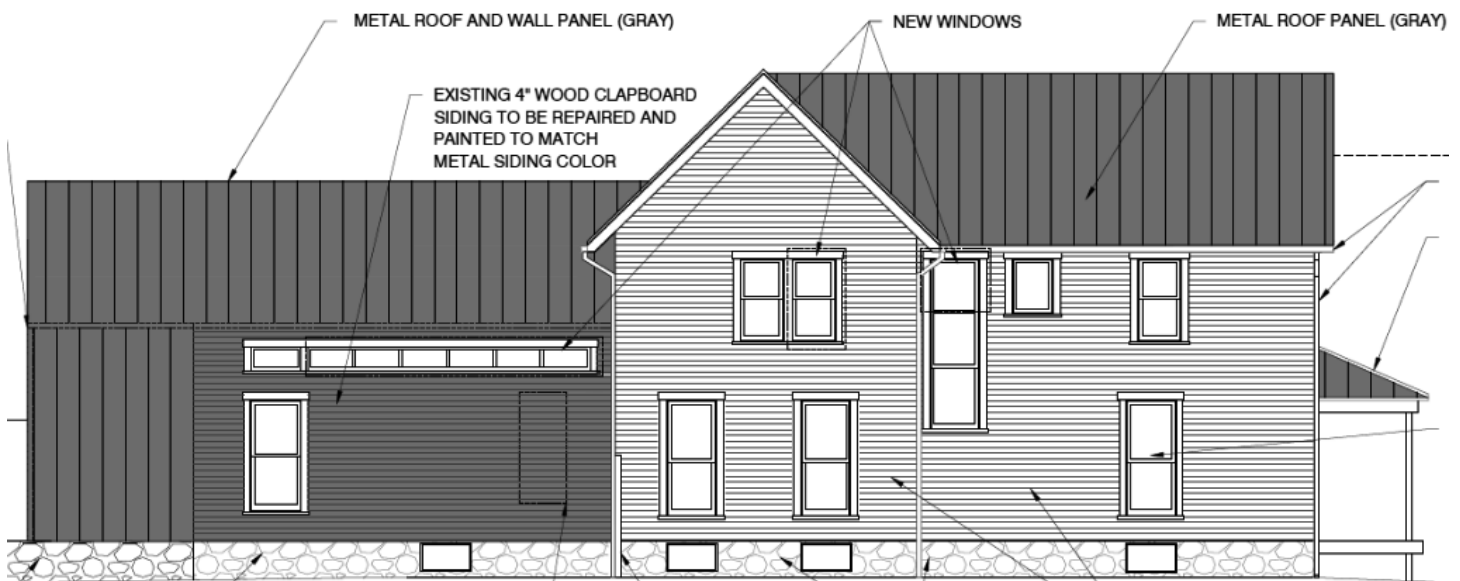 METAL ROOF AND WALL PANEL (GRAY)
NEW WINDOWS
METAL ROOF PANEL (GRAY)
EXISTING 4" WOOD CLAPBOARD
SIDING TO BE REPAIRED AND
PAINTED TO MATCH
METAL SIDING COLOR